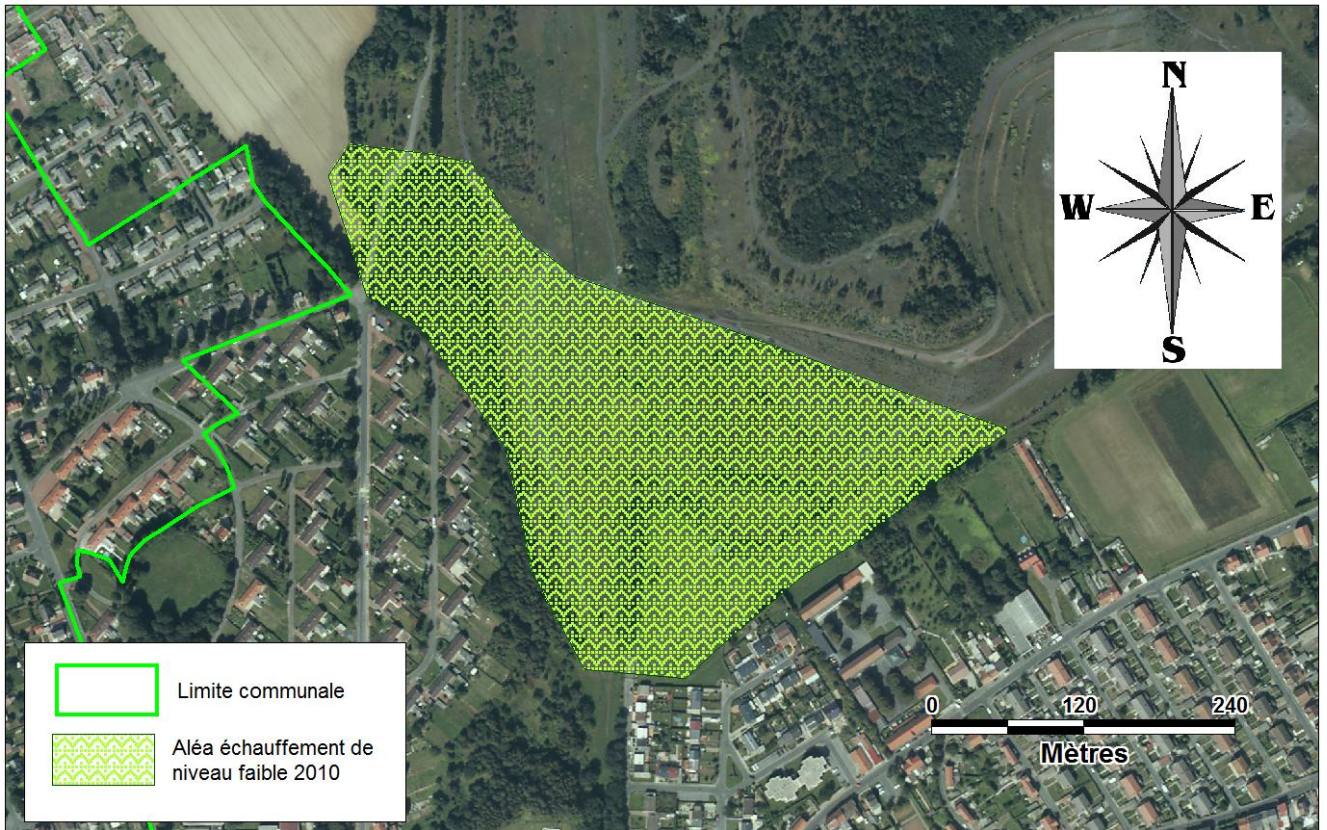 N
W E
S
Limite communale
Aléa échauffement de
niveau faible 2010
0 120 240
Mètres